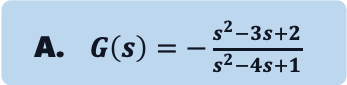 A. G(s) = − (s²−3s+2)/(s²−4s+1)